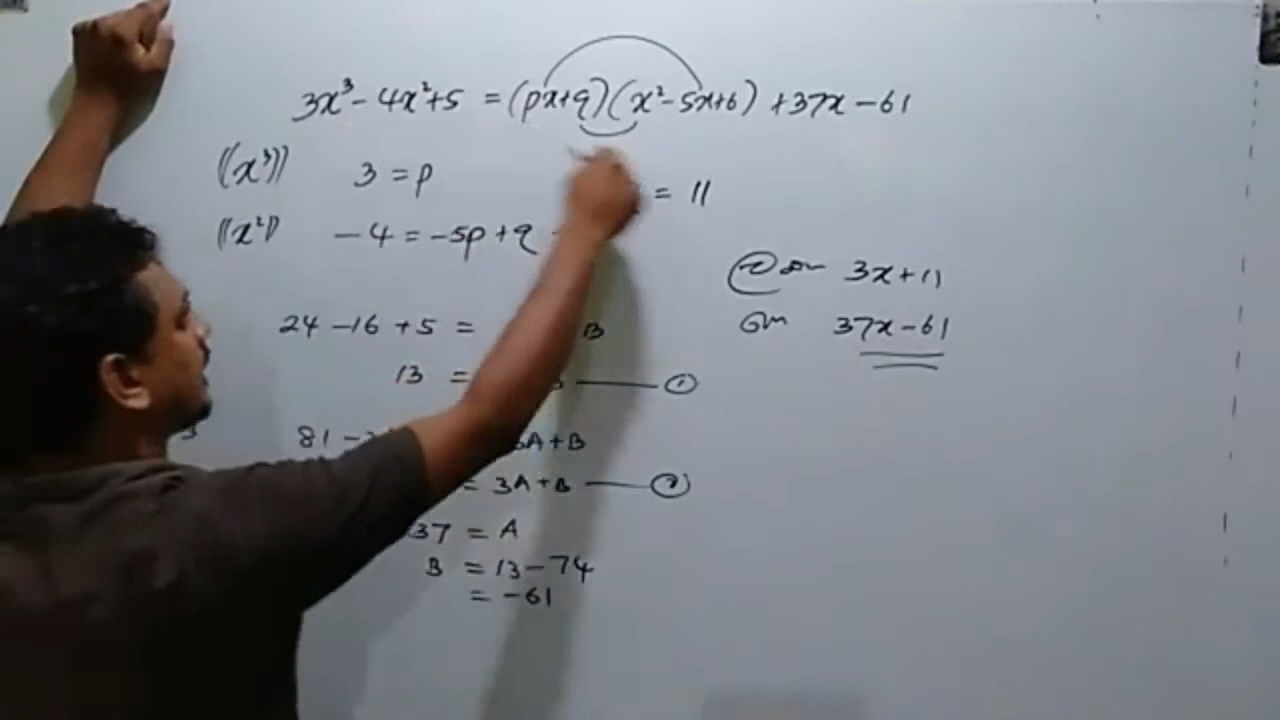 3x³ - 4x² + 5 = (px+q)(x² - 5x + 6) + 37x - 61
((x³)) 3 = p
= 11
((x²)) -4 = -5p + q
3x + 11
24 - 16 + 5 = B
37x - 61
13 = ①
81 - A + B
= 3A + B ②
37 = A
B = 13 - 74
= -61